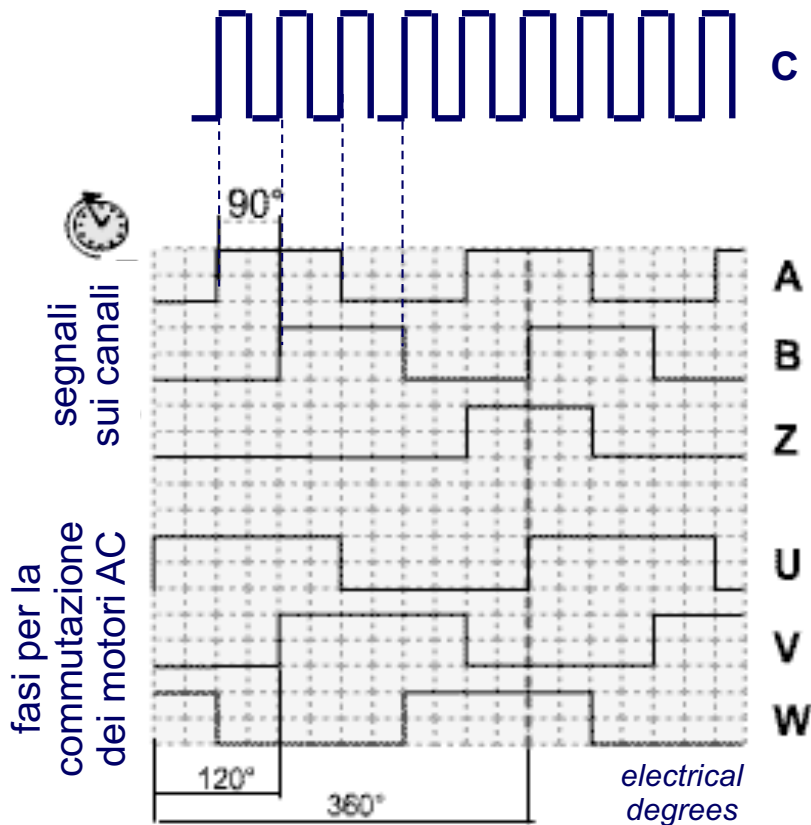 C
90°
segnali
sui canali
A
B
Z
fasi per la
commutazione
dei motori AC
U
V
W
120°
360°
electrical
degrees